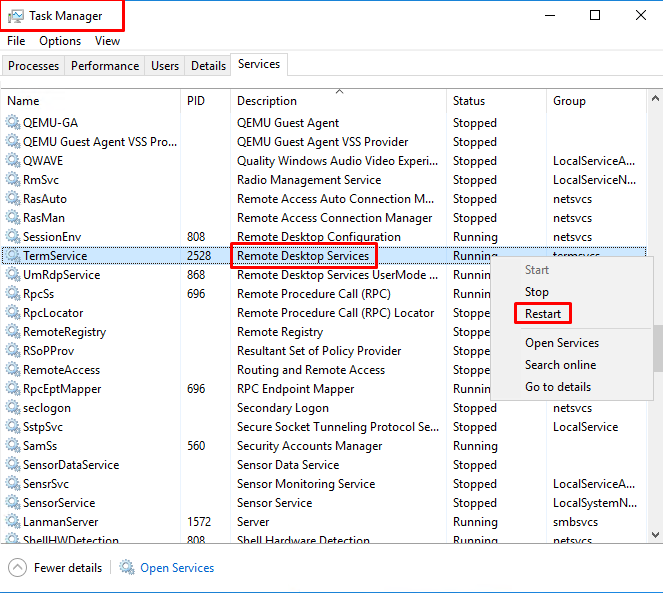 Task Manager
File Options View
Processes Performance Users Details Services
Name PID Description Status Group
QEMU-GA QEMU Guest Agent Stopped
QEMU Guest Agent VSS Pro... QEMU Guest Agent VSS Provider Stopped
QWAVE Quality Windows Audio Video Experi... Stopped LocalServiceA...
RmSvc Radio Management Service Stopped LocalServiceN...
RasAuto Remote Access Auto Connection M... Stopped netsvcs
RasMan Remote Access Connection Manager Stopped netsvcs
SessionEnv 808 Remote Desktop Configuration Running netsvcs
TermService 2528 Remote Desktop Services Running termsvcs
UmRdpService 868 Remote Desktop Services UserMode ...
RpcSs 696 Remote Procedure Call (RPC)
RpcLocator Remote Procedure Call (RPC) Locator
RemoteRegistry Remote Registry
RSoPProv Resultant Set of Policy Provider
RemoteAccess Routing and Remote Access
RpcEptMapper 696 RPC Endpoint Mapper
Start
Stop
Restart
Open Services
Search online
Go to details
seclogon Secondary Logon Stopped netsvcs
SstpSvc Secure Socket Tunneling Protocol Se... Stopped LocalService
SamSs 560 Security Accounts Manager Running
SensorDataService Sensor Data Service Stopped
SensrSvc Sensor Monitoring Service Stopped LocalServiceA...
SensorService Sensor Service Stopped LocalSystemN...
LanmanServer 1572 Server Running smbsvcs
ShellHWDetection 808 Shell Hardware Detection Running netsvcs
Fewer details Open Services